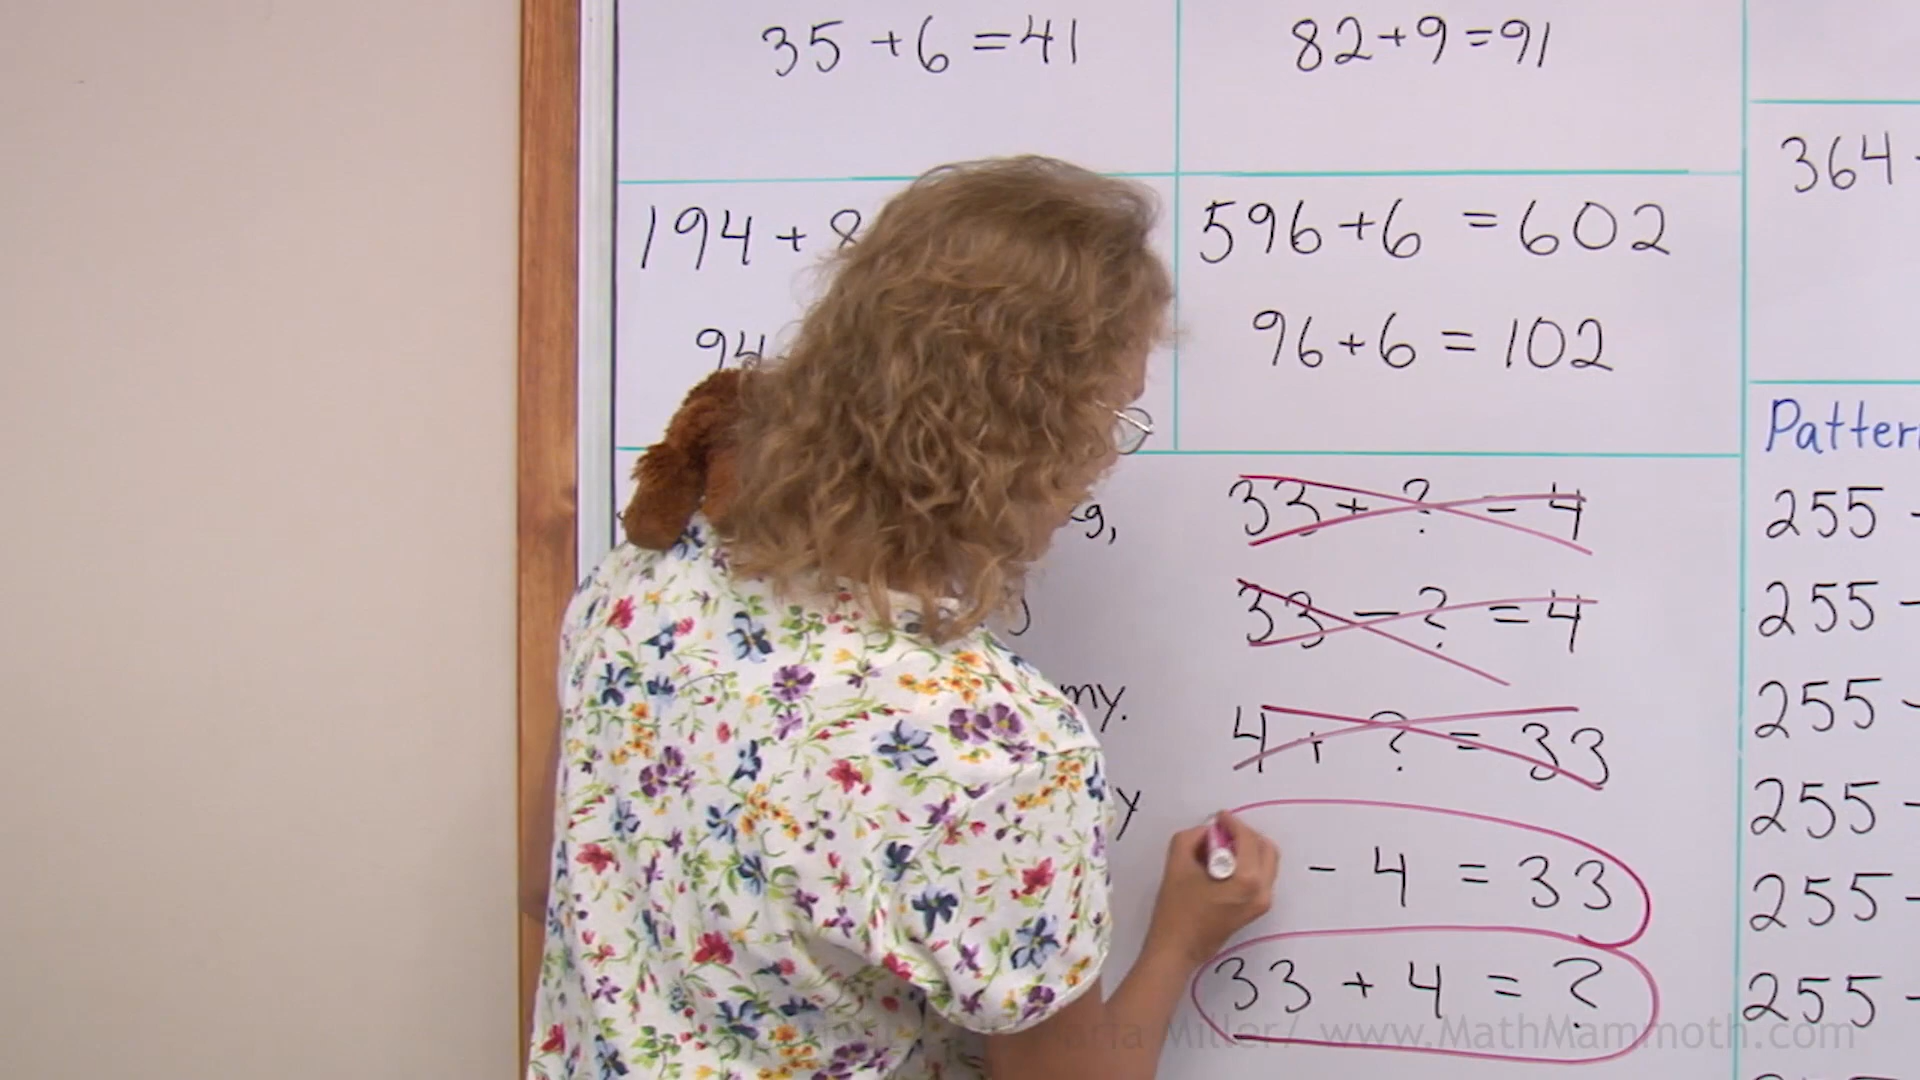 35 + 6 = 41
82 + 9 = 91
364
194 + 8
596 + 6 = 602
94
96 + 6 = 102
33 + ? = 4
255 -
33 - ? = 4
255 -
my.
4 + ? = 33
255 -
255 -
- 4 = 33
255 -
33 + 4 = ?
255 -
Maria Miller / www.MathMammoth.com